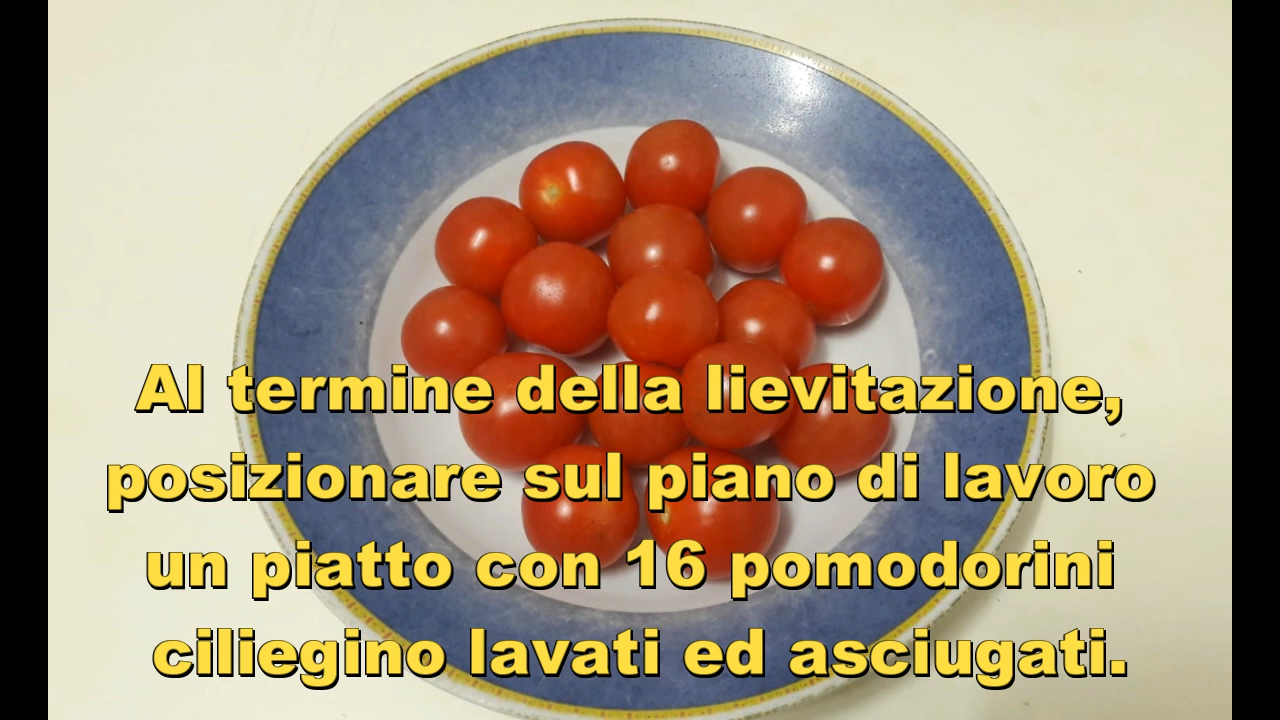 Al termine della lievitazione,
posizionare sul piano di lavoro
un piatto con 16 pomodorini
ciliegino lavati ed asciugati.